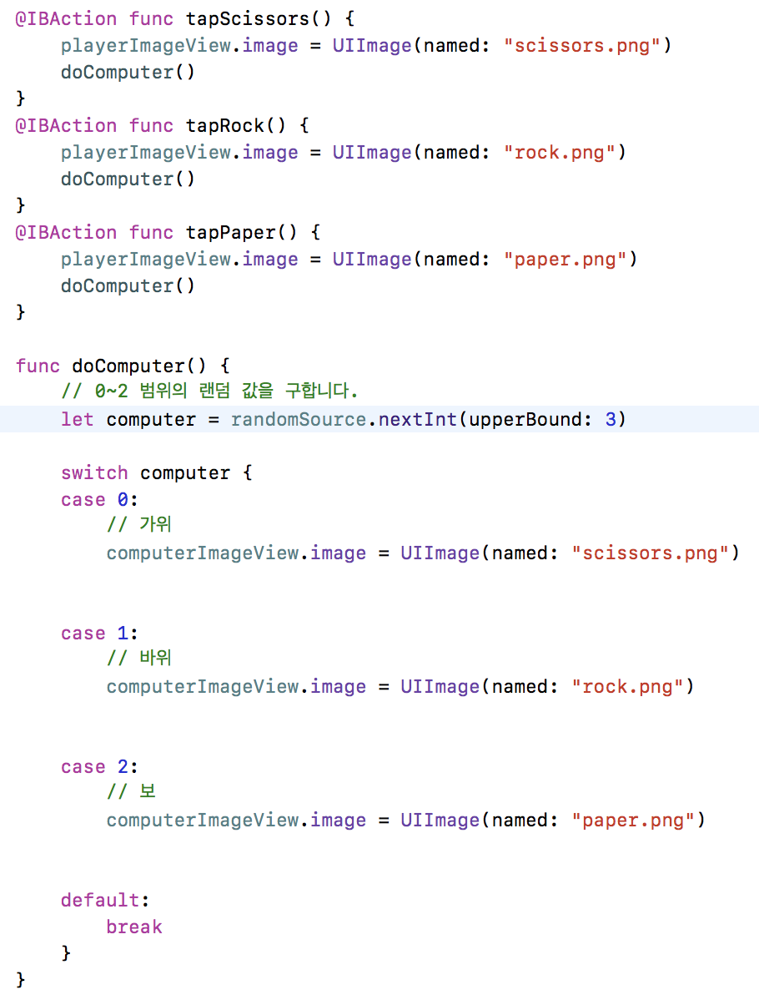 @IBAction func tapScissors() {
    playerImageView.image = UIImage(named: "scissors.png")
    doComputer()
}
@IBAction func tapRock() {
    playerImageView.image = UIImage(named: "rock.png")
    doComputer()
}
@IBAction func tapPaper() {
    playerImageView.image = UIImage(named: "paper.png")
    doComputer()
}

func doComputer() {
    // 0~2 범위의 랜덤 값을 구합니다.
    let computer = randomSource.nextInt(upperBound: 3)

    switch computer {
    case 0:
        // 가위
        computerImageView.image = UIImage(named: "scissors.png")

    case 1:
        // 바위
        computerImageView.image = UIImage(named: "rock.png")

    case 2:
        // 보
        computerImageView.image = UIImage(named: "paper.png")

    default:
        break
    }
}